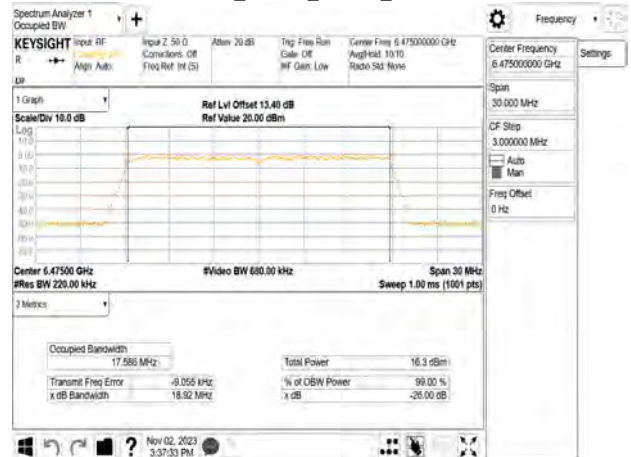 Spectrum Analyzer 1
Occupied BW
Frequency
KEYSIGHT
Input: RF
Input Z: 50 Ω
Atten: 20 dB
Trig: Free Run
Center Freq: 6.475000000 GHz
R
Corrections: Off
Gate: Off
Avg|Hold: 10/10
Align: Auto
Freq Ref: Int (S)
#IF Gain: Low
Radio Std: None
Center Frequency
6.475000000 GHz
Settings
Span
30.000 MHz
CF Step
3.000000 MHz
Auto
Man
Freq Offset
0 Hz
1 Graph
Ref Lvl Offset 13.40 dB
Scale/Div 10.0 dB
Ref Value 20.00 dBm
Log
Center 6.47500 GHz
#Video BW 680.00 kHz
Span 30 MHz
#Res BW 220.00 kHz
Sweep 1.00 ms (1001 pts)
2 Metrics
Occupied Bandwidth
17.586 MHz
Total Power
16.3 dBm
Transmit Freq Error
-9.055 kHz
% of OBW Power
99.00 %
x dB Bandwidth
18.92 MHz
x dB
-26.00 dB
?
Nov 02, 2023
3:37:33 PM